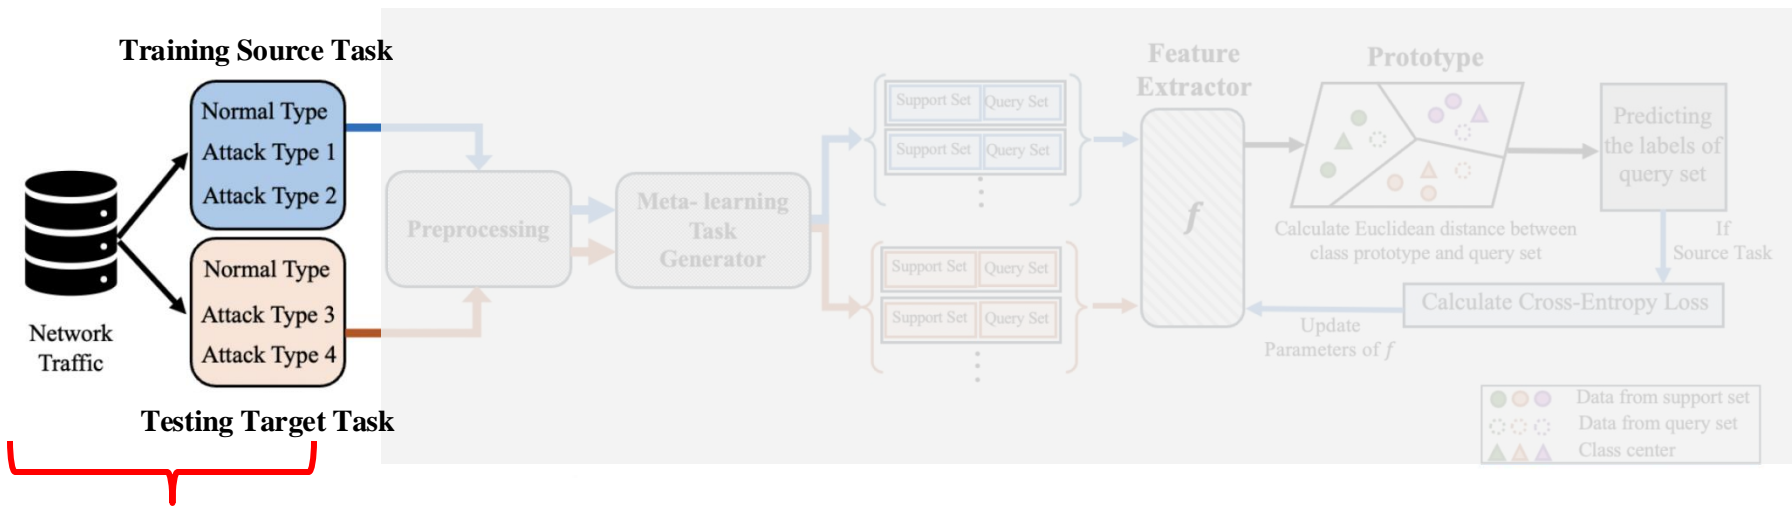 Training Source Task
Normal Type
Attack Type 1
Attack Type 2
Network
Traffic
Normal Type
Attack Type 3
Attack Type 4
Testing Target Task
Preprocessing
Meta- learning
Task
Generator
Support Set
Query Set
Support Set
Query Set
Support Set
Query Set
Support Set
Query Set
Feature
Extractor
f
Prototype
Calculate Euclidean distance between
class prototype and query set
Predicting
the labels of
query set
If
Source Task
Calculate Cross-Entropy Loss
Update
Parameters of f
Data from support set
Data from query set
Class center